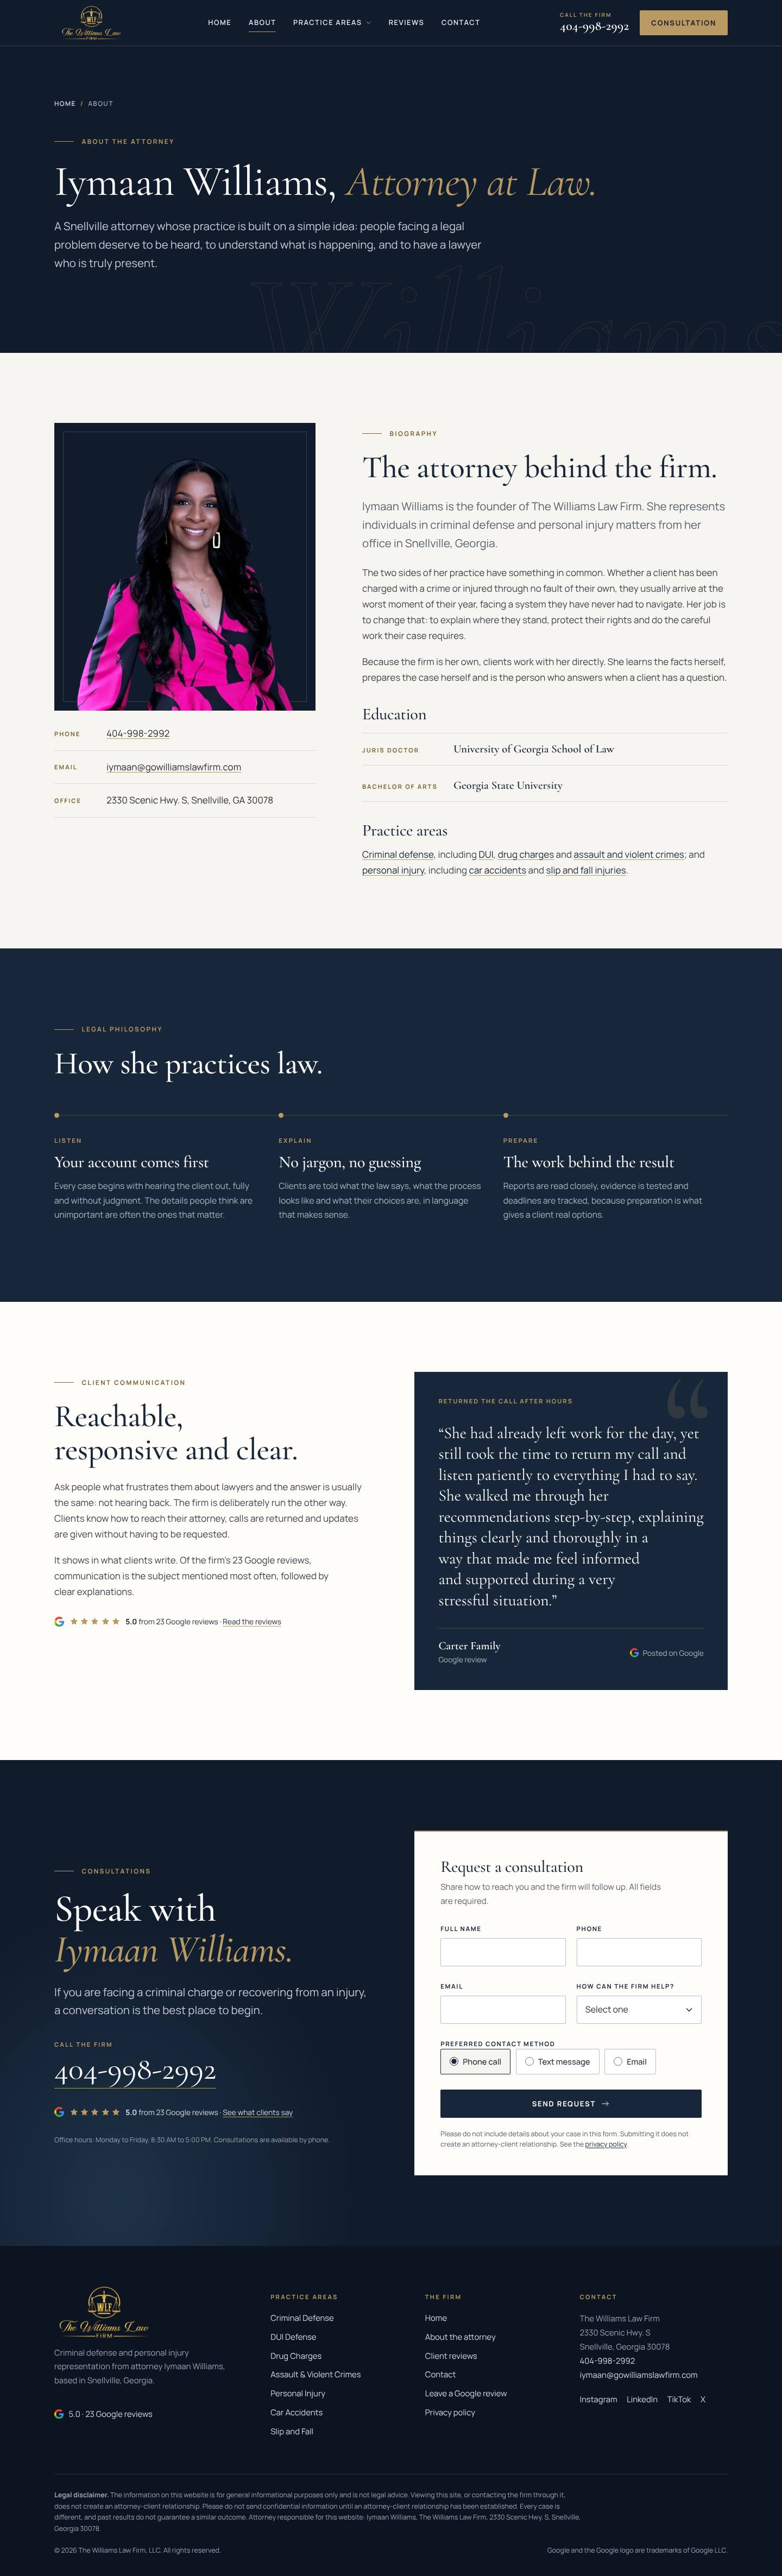 The Williams Law
FIRM
HOME
ABOUT
PRACTICE AREAS
REVIEWS
CONTACT
CALL THE FIRM
404-998-2992
CONSULTATION
HOME / ABOUT
ABOUT THE ATTORNEY
Iymaan Williams, Attorney at Law.
A Snellville attorney whose practice is built on a simple idea: people facing a legal
problem deserve to be heard, to understand what is happening, and to have a lawyer
who is truly present.
Williams
BIOGRAPHY
The attorney behind the firm.
Iymaan Williams is the founder of The Williams Law Firm. She represents
individuals in criminal defense and personal injury matters from her
office in Snellville, Georgia.
The two sides of her practice have something in common. Whether a client has been
charged with a crime or injured through no fault of their own, they usually arrive at the
worst moment of their year, facing a system they have never had to navigate. Her job is
to change that: to explain where they stand, protect their rights and do the careful
work their case requires.
Because the firm is her own, clients work with her directly. She learns the facts herself,
prepares the case herself and is the person who answers when a client has a question.
PHONE
404-998-2992
EMAIL
iymaan@gowilliamslawfirm.com
OFFICE
2330 Scenic Hwy. S, Snellville, GA 30078
Education
JURIS DOCTOR
University of Georgia School of Law
BACHELOR OF ARTS
Georgia State University
Practice areas
Criminal defense, including DUI, drug charges and assault and violent crimes; and
personal injury, including car accidents and slip and fall injuries.
LEGAL PHILOSOPHY
How she practices law.
LISTEN
Your account comes first
Every case begins with hearing the client out, fully
and without judgment. The details people think are
unimportant are often the ones that matter.
EXPLAIN
No jargon, no guessing
Clients are told what the law says, what the process
looks like and what their choices are, in language
that makes sense.
PREPARE
The work behind the result
Reports are read closely, evidence is tested and
deadlines are tracked, because preparation is what
gives a client real options.
CLIENT COMMUNICATION
Reachable,
responsive and clear.
Ask people what frustrates them about lawyers and the answer is usually
the same: not hearing back. The firm is deliberately run the other way.
Clients know how to reach their attorney, calls are returned and updates
are given without having to be requested.
It shows in what clients write. Of the firm's 23 Google reviews,
communication is the subject mentioned most often, followed by
clear explanations.
5.0 from 23 Google reviews · Read the reviews
RETURNED THE CALL AFTER HOURS
“She had already left work for the day, yet
still took the time to return my call and
listen patiently to everything I had to say.
She walked me through her
recommendations step-by-step, explaining
things clearly and thoroughly in a
way that made me feel informed
and supported during a very
stressful situation.”
Carter Family
Google review
Posted on Google
CONSULTATIONS
Speak with
Iymaan Williams.
If you are facing a criminal charge or recovering from an injury,
a conversation is the best place to begin.
CALL THE FIRM
404-998-2992
5.0 from 23 Google reviews · See what clients say
Office hours: Monday to Friday, 8:30 AM to 5:00 PM. Consultations are available by phone.
Request a consultation
Share how to reach you and the firm will follow up. All fields
are required.
FULL NAME
PHONE
EMAIL
HOW CAN THE FIRM HELP?
Select one
PREFERRED CONTACT METHOD
Phone call
Text message
Email
SEND REQUEST →
Please do not include details about your case in this form. Submitting it does not
create an attorney-client relationship. See the privacy policy.
WLF
The Williams Law
FIRM
Criminal defense and personal injury
representation from attorney Iymaan Williams,
based in Snellville, Georgia.
5.0 · 23 Google reviews
PRACTICE AREAS
Criminal Defense
DUI Defense
Drug Charges
Assault & Violent Crimes
Personal Injury
Car Accidents
Slip and Fall
THE FIRM
Home
About the attorney
Client reviews
Contact
Leave a Google review
Privacy policy
CONTACT
The Williams Law Firm
2330 Scenic Hwy. S
Snellville, Georgia 30078
404-998-2992
iymaan@gowilliamslawfirm.com
Instagram
LinkedIn
TikTok
X
Legal disclaimer. The information on this website is for general informational purposes only and is not legal advice. Viewing this site, or contacting the firm through it,
does not create an attorney-client relationship. Please do not send confidential information until an attorney-client relationship has been established. Every case is
different, and past results do not guarantee a similar outcome. Attorney responsible for this website: Iymaan Williams, The Williams Law Firm, 2330 Scenic Hwy. S, Snellville,
Georgia 30078.
© 2026 The Williams Law Firm, LLC. All rights reserved.
Google and the Google logo are trademarks of Google LLC.